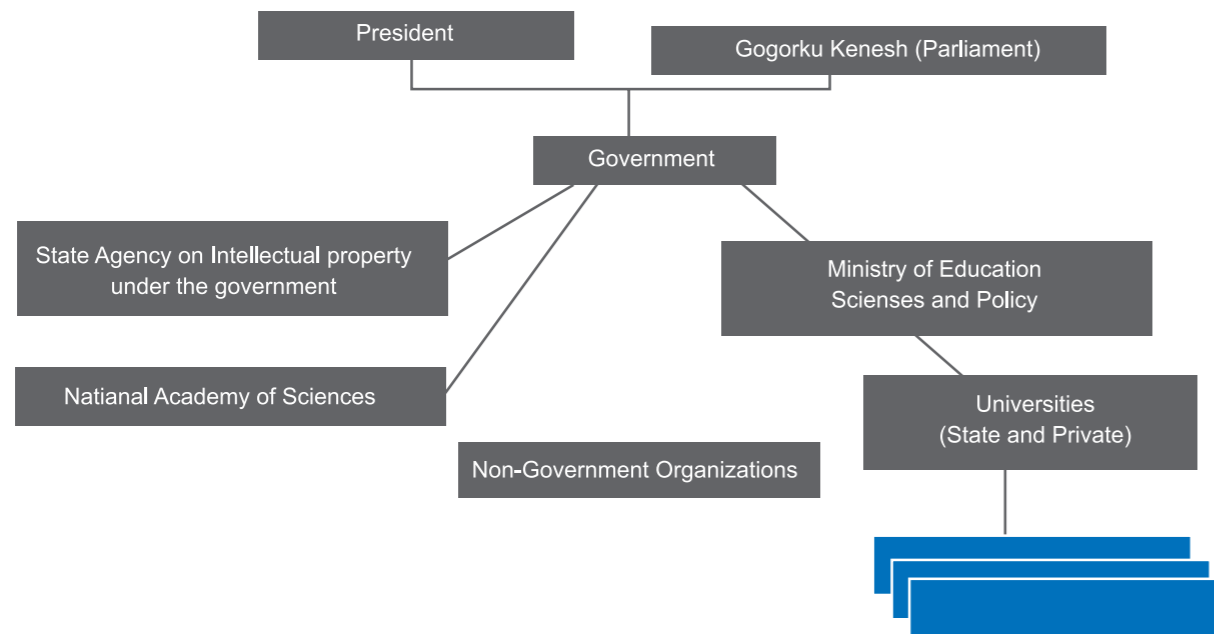 President
Gogorku Kenesh (Parliament)
Government
State Agency on Intellectual property
under the government
Ministry of Education
Scienses and Policy
Natianal Academy of Sciences
Universities
(State and Private)
Non-Government Organizations